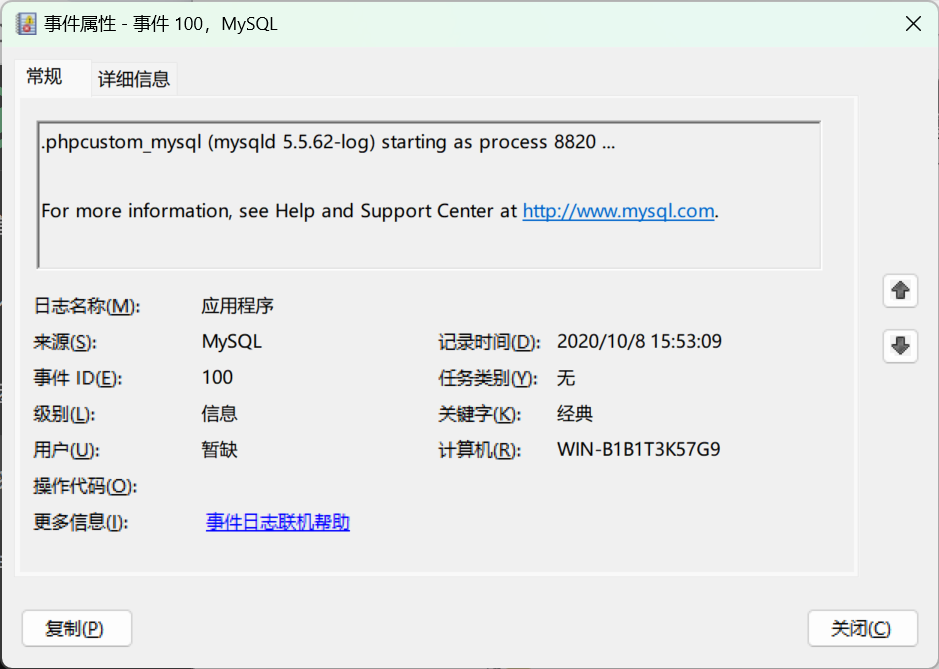 事件属性 - 事件 100，MySQL
常规
详细信息
.phpcustom_mysql (mysqld 5.5.62-log) starting as process 8820 ...
For more information, see Help and Support Center at http://www.mysql.com.
日志名称(M): 应用程序
来源(S): MySQL 记录时间(D): 2020/10/8 15:53:09
事件 ID(E): 100 任务类别(Y): 无
级别(L): 信息 关键字(K): 经典
用户(U): 暂缺 计算机(R): WIN-B1B1T3K57G9
操作代码(O):
更多信息(I): 事件日志联机帮助
复制(P) 关闭(C)